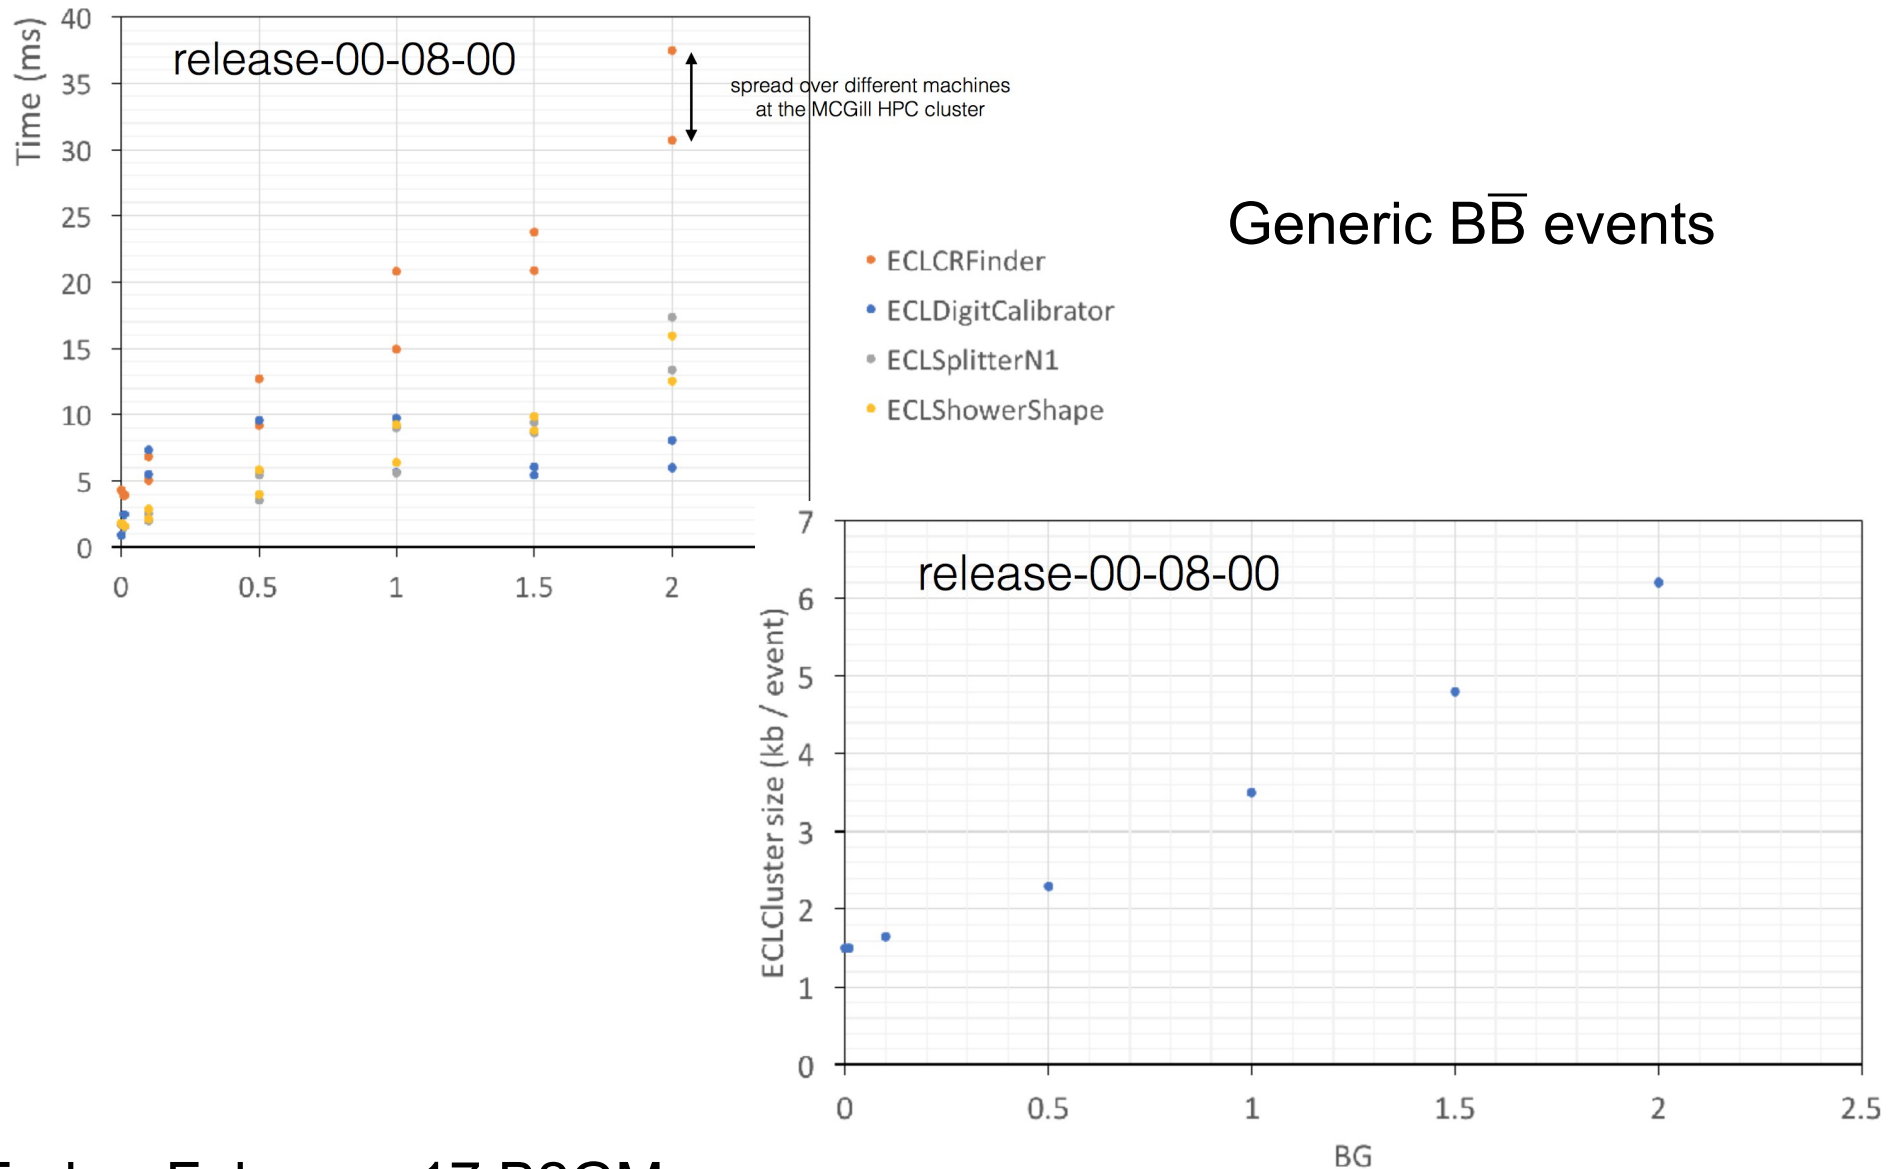 40
35
30
25
20
15
10
5
0
Time (ms)
release-00-08-00
spread over different machines
at the MCGill HPC cluster
0 0.5 1 1.5 2
Generic BB̅ events
ECLCRFinder
ECLDigitCalibrator
ECLSplitterN1
ECLShowerShape
7
6
5
4
3
2
1
0
ECLCluster size (kb / event)
release-00-08-00
0 0.5 1 1.5 2 2.5
BG